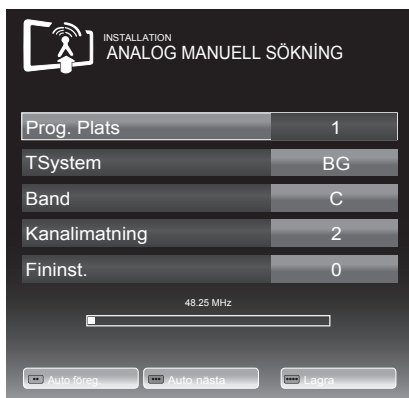 INSTALLATION
ANALOG MANUELL SÖKNİNG
Prog. Plats 1
TSystem BG
Band C
Kanalimatning 2
Fininst. 0
48.25 MHz
Auto föreg. Auto nästa Lagra